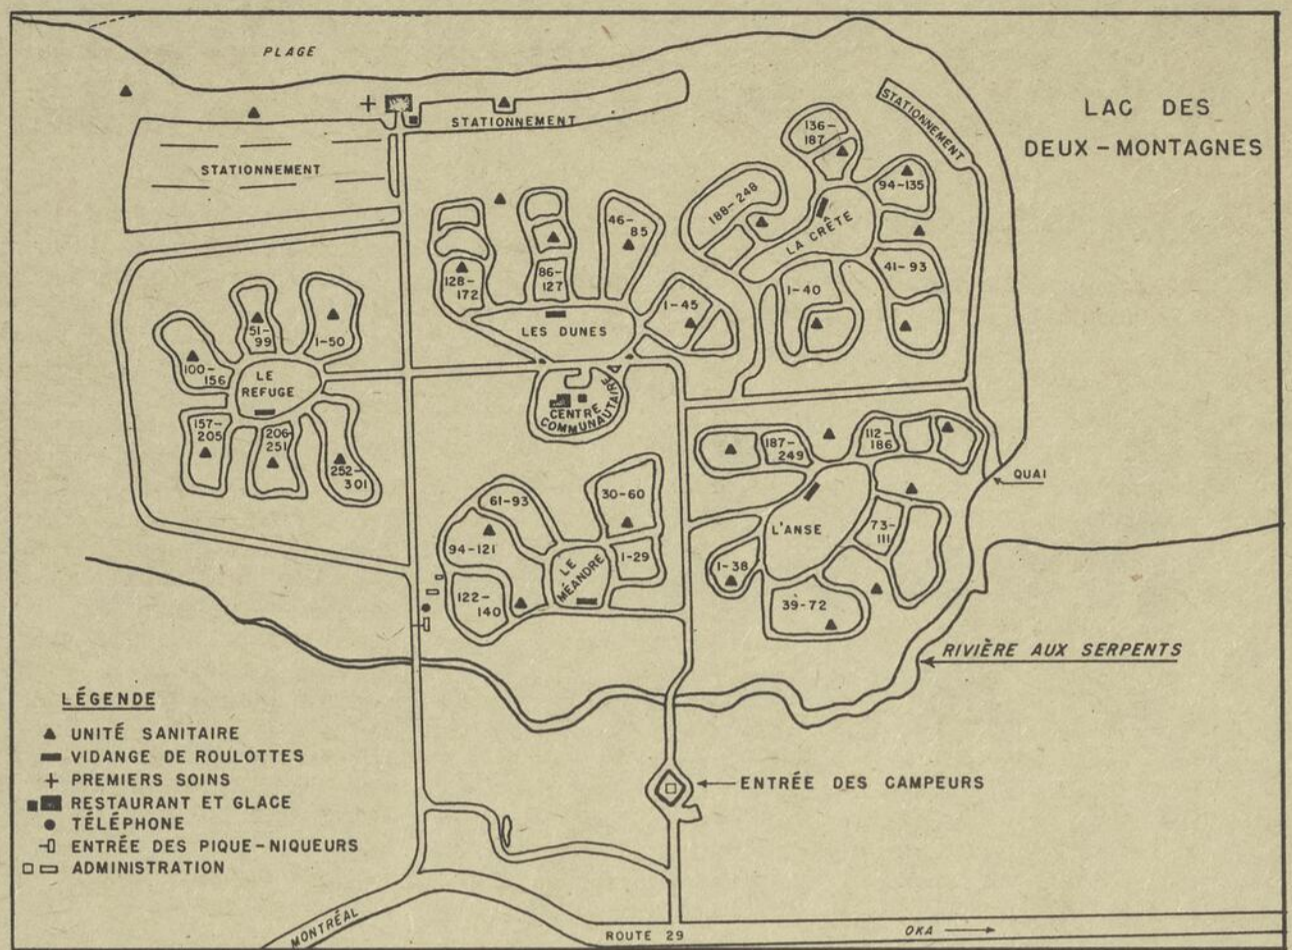 PLAGE
LAC DES
DEUX-MONTAGNES
STATIONNEMENT
STATIONNEMENT
STATIONNEMENT
136-
187
94-135
188-248
LA CRÊTE
41-93
1-40
46-
85
86-
127
128-
172
1-45
LES DUNES
CENTRE
COMMUNAUTAIRE
51-
99
1-50
100-
156
LE
REFUGE
157-
205
206-
251
252-
301
187-
249
112-
186
QUAI
L'ANSE
73-
111
1-38
39-72
61-93
30-60
94-121
1-29
LE
MÉANDRE
122-
140
RIVIÈRE AUX SERPENTS
LÉGENDE
UNITÉ SANITAIRE
VIDANGE DE ROULOTTES
PREMIERS SOINS
RESTAURANT ET GLACE
TÉLÉPHONE
ENTRÉE DES PIQUE-NIQUEURS
ADMINISTRATION
ENTRÉE DES CAMPEURS
MONTRÉAL
ROUTE 29
OKA